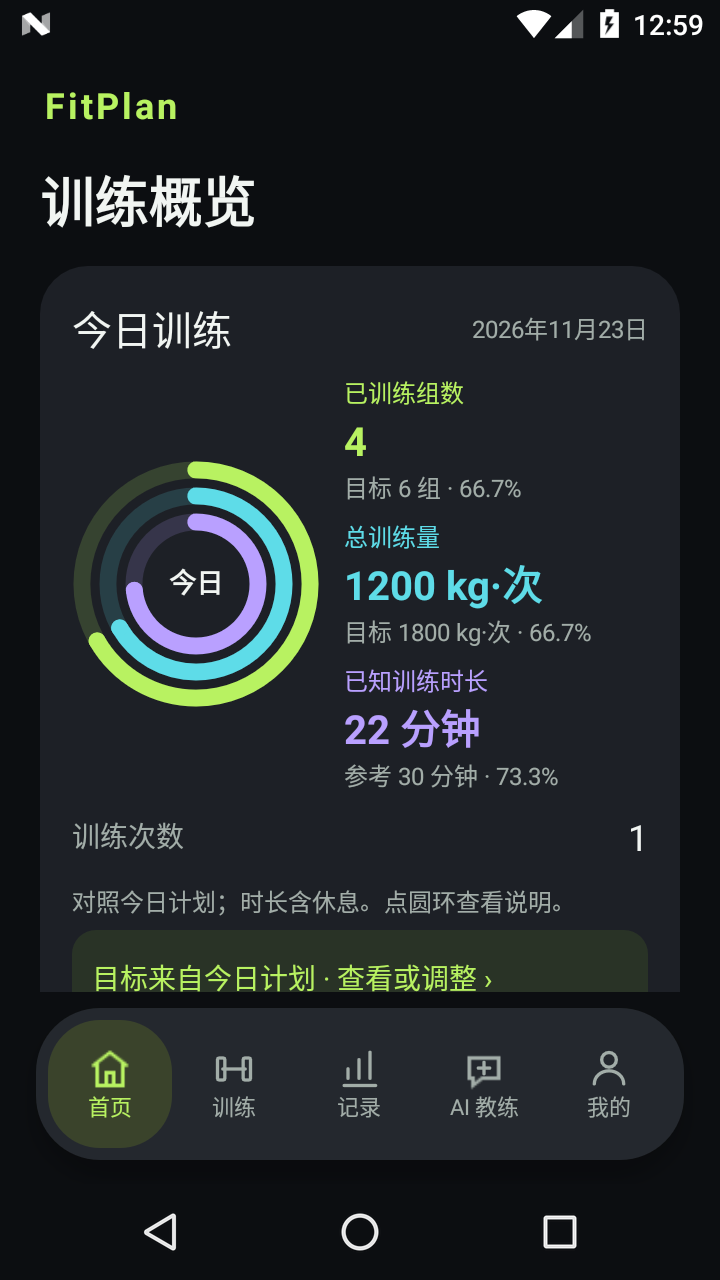 12:59
FitPlan
训练概览
今日训练
2026年11月23日
已训练组数
4
目标 6 组 · 66.7%
总训练量
1200 kg·次
目标 1800 kg·次 · 66.7%
今日
已知训练时长
22 分钟
参考 30 分钟 · 73.3%
训练次数
1
对照今日计划；时长含休息。点圆环查看说明。
目标来自今日计划 · 查看或调整 ›
首页
训练
记录
AI 教练
我的